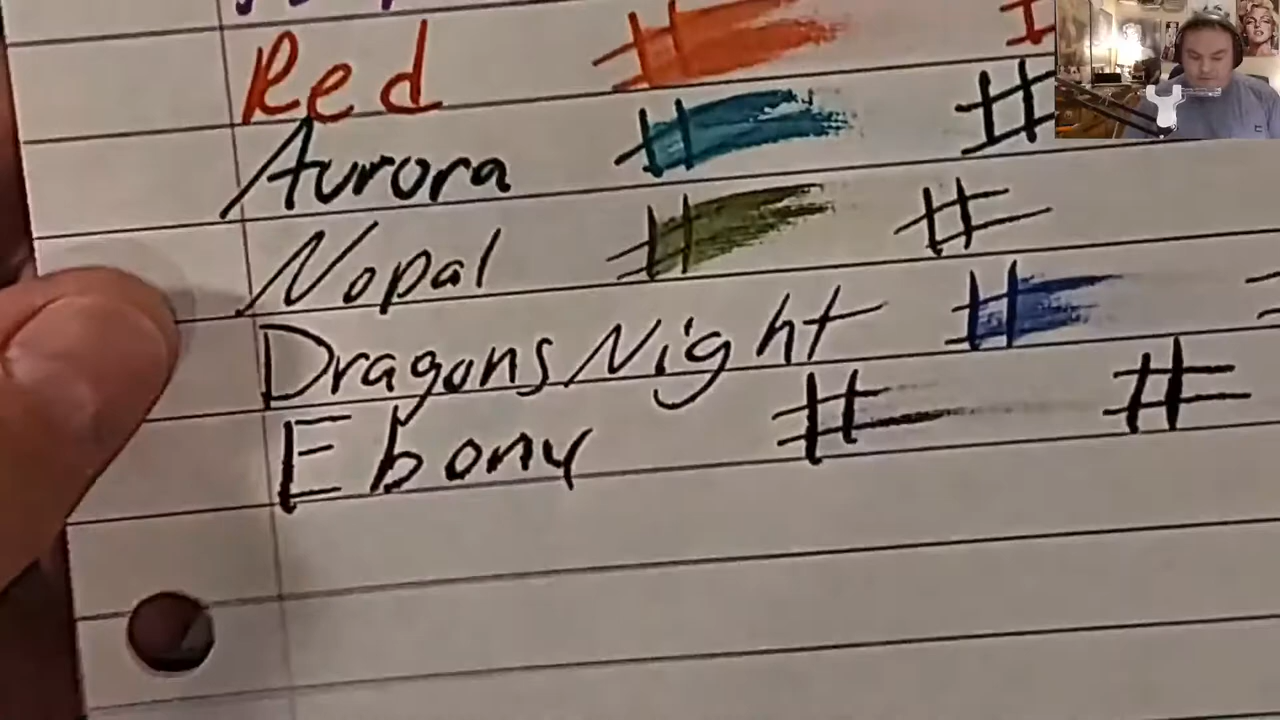 Red # #
Aurora # #
Nopal # #
Dragons Night #
Ebony # #